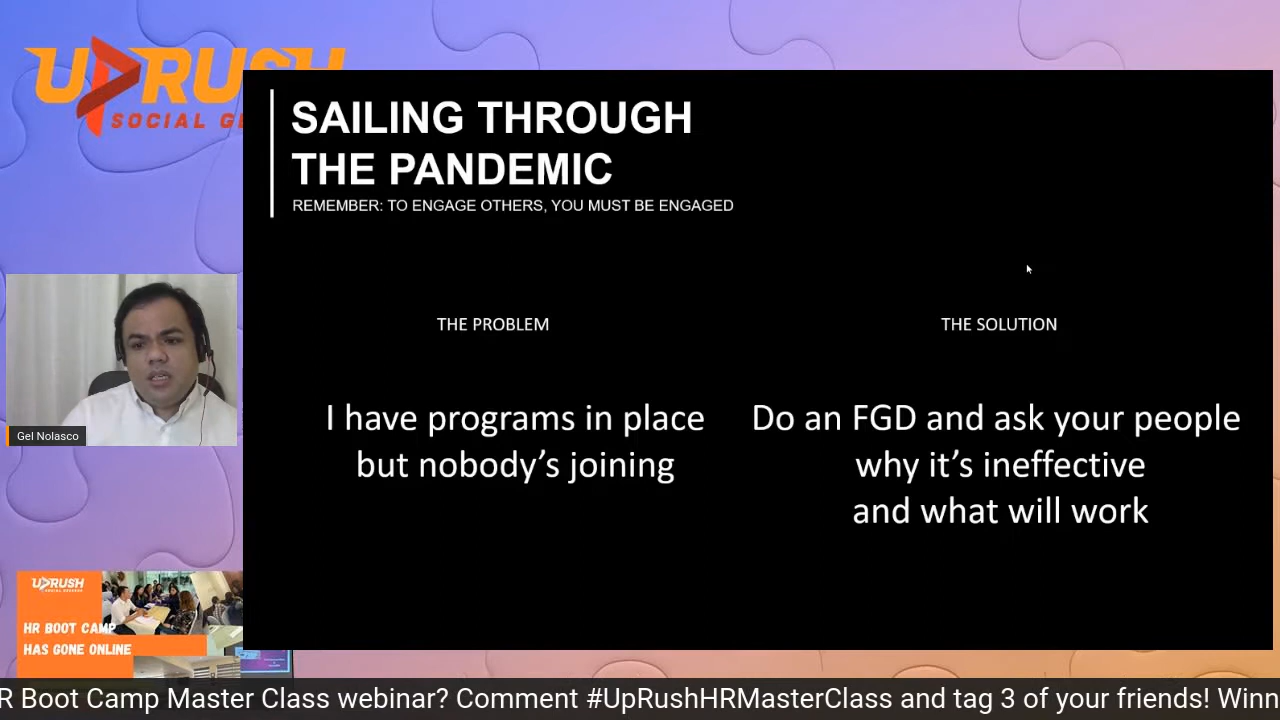 UPRUSH
SOCIAL GE
SAILING THROUGH
THE PANDEMIC
REMEMBER: TO ENGAGE OTHERS, YOU MUST BE ENGAGED
THE PROBLEM
THE SOLUTION
I have programs in place
but nobody's joining
Do an FGD and ask your people
why it's ineffective
and what will work
Gel Nolasco
UPRUSH
HR BOOT CAMP
HAS GONE ONLINE
R Boot Camp Master Class webinar? Comment #UpRushHRMasterClass and tag 3 of your friends! Winn